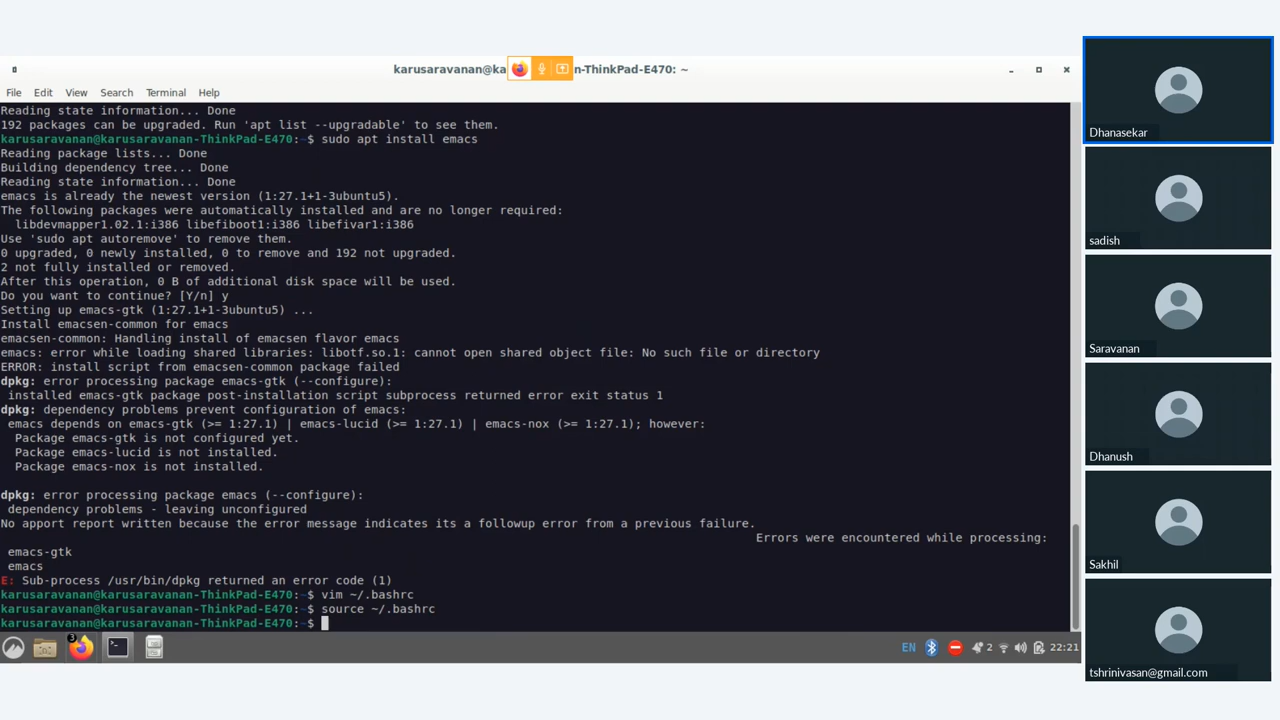 karusaravanan@ka n-ThinkPad-E470: ~
File Edit View Search Terminal Help
Reading state information... Done
192 packages can be upgraded. Run 'apt list --upgradable' to see them.
karusaravanan@karusaravanan-ThinkPad-E470:~$ sudo apt install emacs
Reading package lists... Done
Building dependency tree... Done
Reading state information... Done
emacs is already the newest version (1:27.1+1-3ubuntu5).
The following packages were automatically installed and are no longer required:
libdevmapper1.02.1:i386 libefiboot1:i386 libefivar1:i386
Use 'sudo apt autoremove' to remove them.
0 upgraded, 0 newly installed, 0 to remove and 192 not upgraded.
2 not fully installed or removed.
After this operation, 0 B of additional disk space will be used.
Do you want to continue? [Y/n] y
Setting up emacs-gtk (1:27.1+1-3ubuntu5) ...
Install emacsen-common for emacs
emacsen-common: Handling install of emacsen flavor emacs
emacs: error while loading shared libraries: libotf.so.1: cannot open shared object file: No such file or directory
ERROR: install script from emacsen-common package failed
dpkg: error processing package emacs-gtk (--configure):
installed emacs-gtk package post-installation script subprocess returned error exit status 1
dpkg: dependency problems prevent configuration of emacs:
emacs depends on emacs-gtk (>= 1:27.1) | emacs-lucid (>= 1:27.1) | emacs-nox (>= 1:27.1); however:
Package emacs-gtk is not configured yet.
Package emacs-lucid is not installed.
Package emacs-nox is not installed.
dpkg: error processing package emacs (--configure):
dependency problems - leaving unconfigured
No apport report written because the error message indicates its a followup error from a previous failure.
Errors were encountered while processing:
emacs-gtk
emacs
E: Sub-process /usr/bin/dpkg returned an error code (1)
karusaravanan@karusaravanan-ThinkPad-E470:~$ vim ~/.bashrc
karusaravanan@karusaravanan-ThinkPad-E470:~$ source ~/.bashrc
karusaravanan@karusaravanan-ThinkPad-E470:~$
3
EN 2 22:21
Dhanasekar
sadish
Saravanan
Dhanush
Sakhil
tshrinivasan@gmail.com